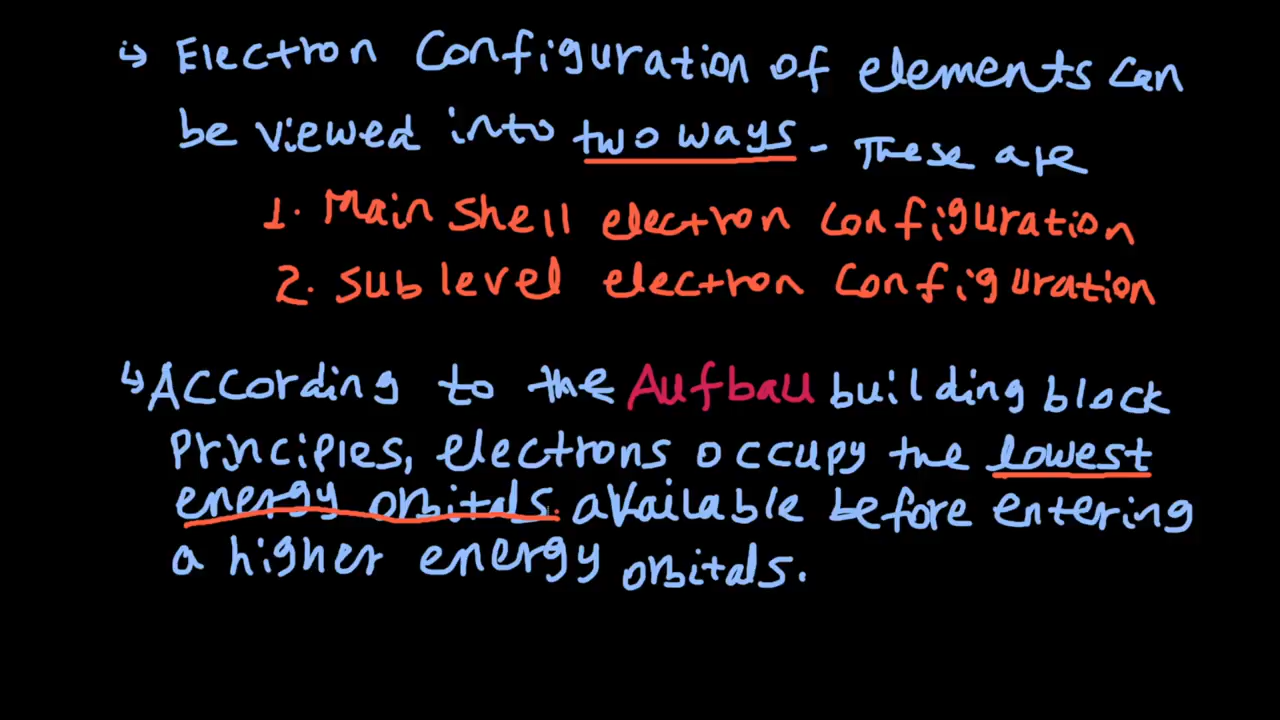 Electron Configuration of elements can
be viewed into two ways - These are
1. Main Shell electron configuration
2. Sub level electron configuration
According to the Aufbau building block
Principles, electrons occupy the lowest
energy orbitals available before entering
a higher energy orbitals.